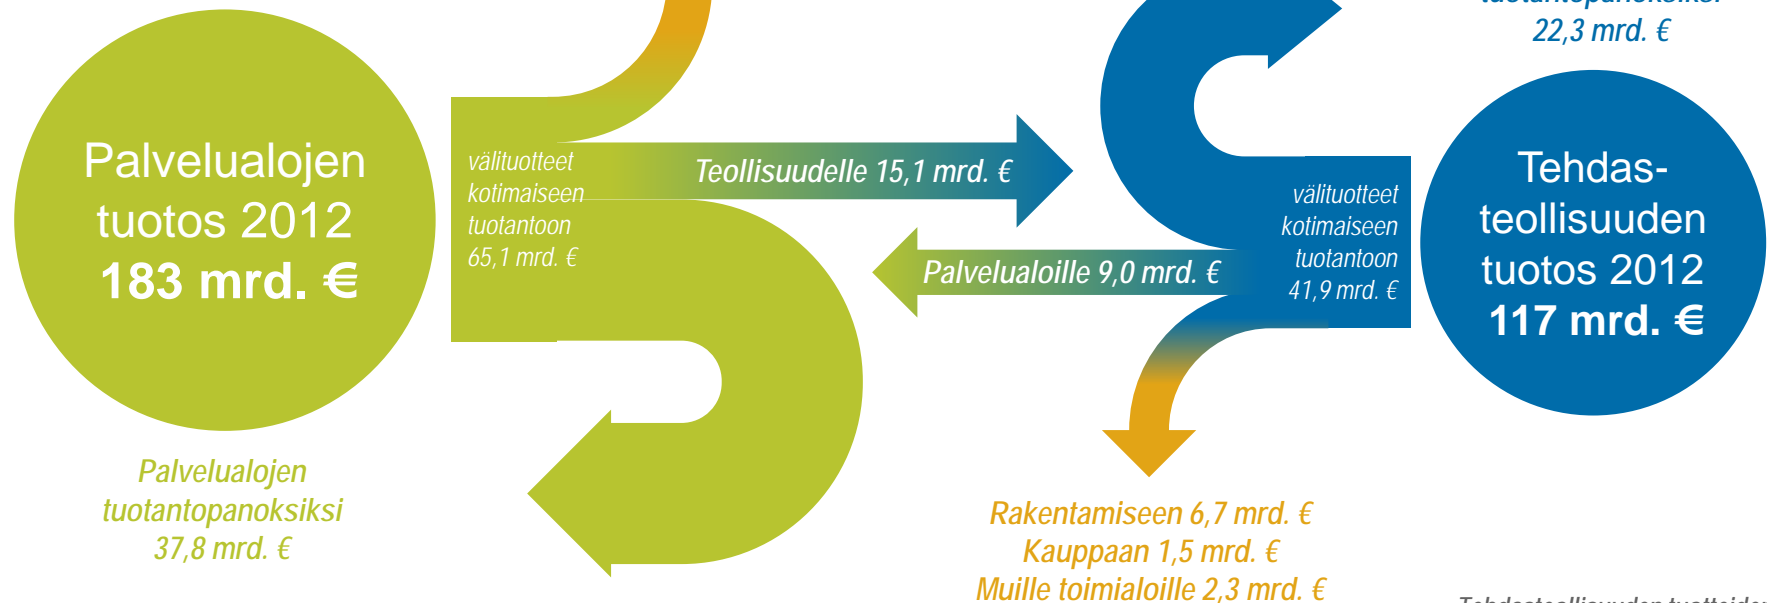 tuotantopanoksiksi
22,3 mrd. €
Palvelualojen
tuotos 2012
183 mrd. €
välituotteet
kotimaiseen
tuotantoon
65,1 mrd. €
Teollisuudelle 15,1 mrd. €
Palvelualoille 9,0 mrd. €
välituotteet
kotimaiseen
tuotantoon
41,9 mrd. €
Tehdas-
teollisuuden
tuotos 2012
117 mrd. €
Palvelualojen
tuotantopanoksiksi
37,8 mrd. €
Rakentamiseen 6,7 mrd. €
Kauppaan 1,5 mrd. €
Muille toimialoille 2,3 mrd. €
Tehdasteollisuuden